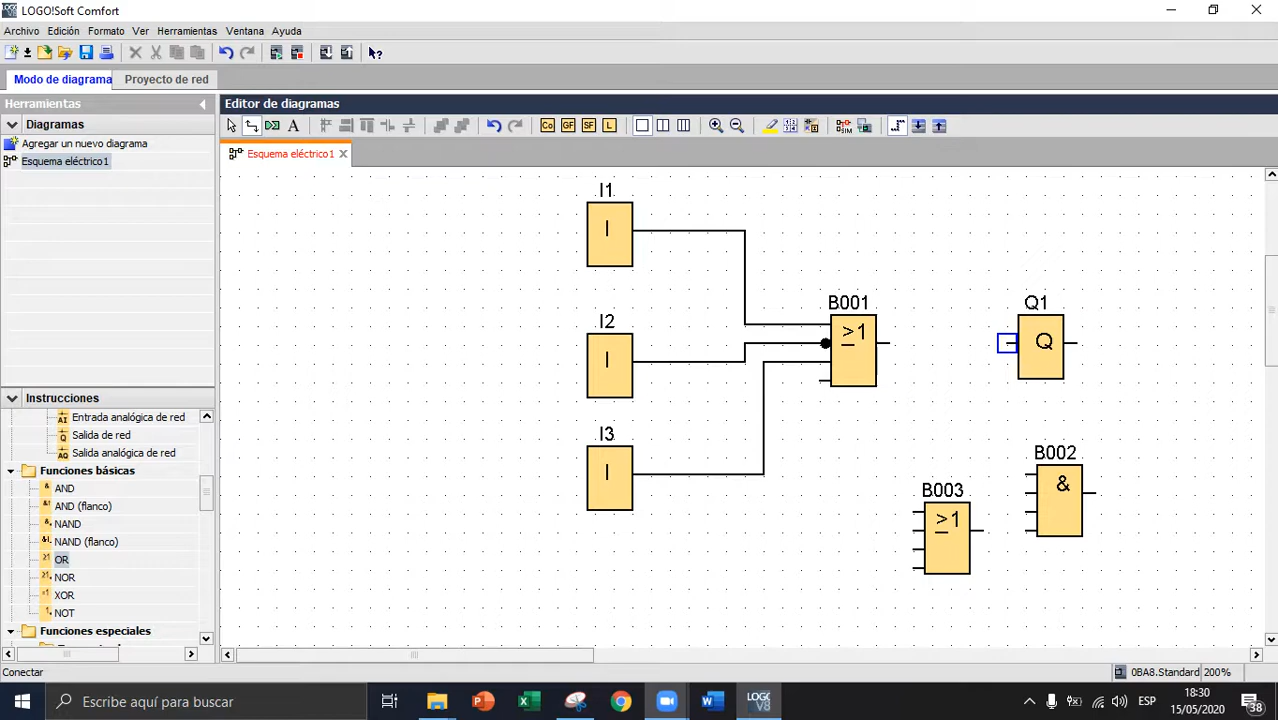 LOGO!Soft Comfort
Archivo Edición Formato Ver Herramientas Ventana Ayuda
Modo de diagrama Proyecto de red
Herramientas
Diagramas
Agregar un nuevo diagrama
Esquema eléctrico1
Instrucciones
Entrada analógica de red
Salida de red
Salida analógica de red
Funciones básicas
AND
AND (flanco)
NAND
NAND (flanco)
OR
NOR
XOR
NOT
Funciones especiales
Editor de diagramas
A Co GF SF L
Esquema eléctrico1
I1
I
I2
I
I3
I
B001
≥1
Q1
Q
B002
&
B003
≥1
Conectar
0BA8.Standard 200%
Escribe aquí para buscar
ESP
18:30
15/05/2020
38